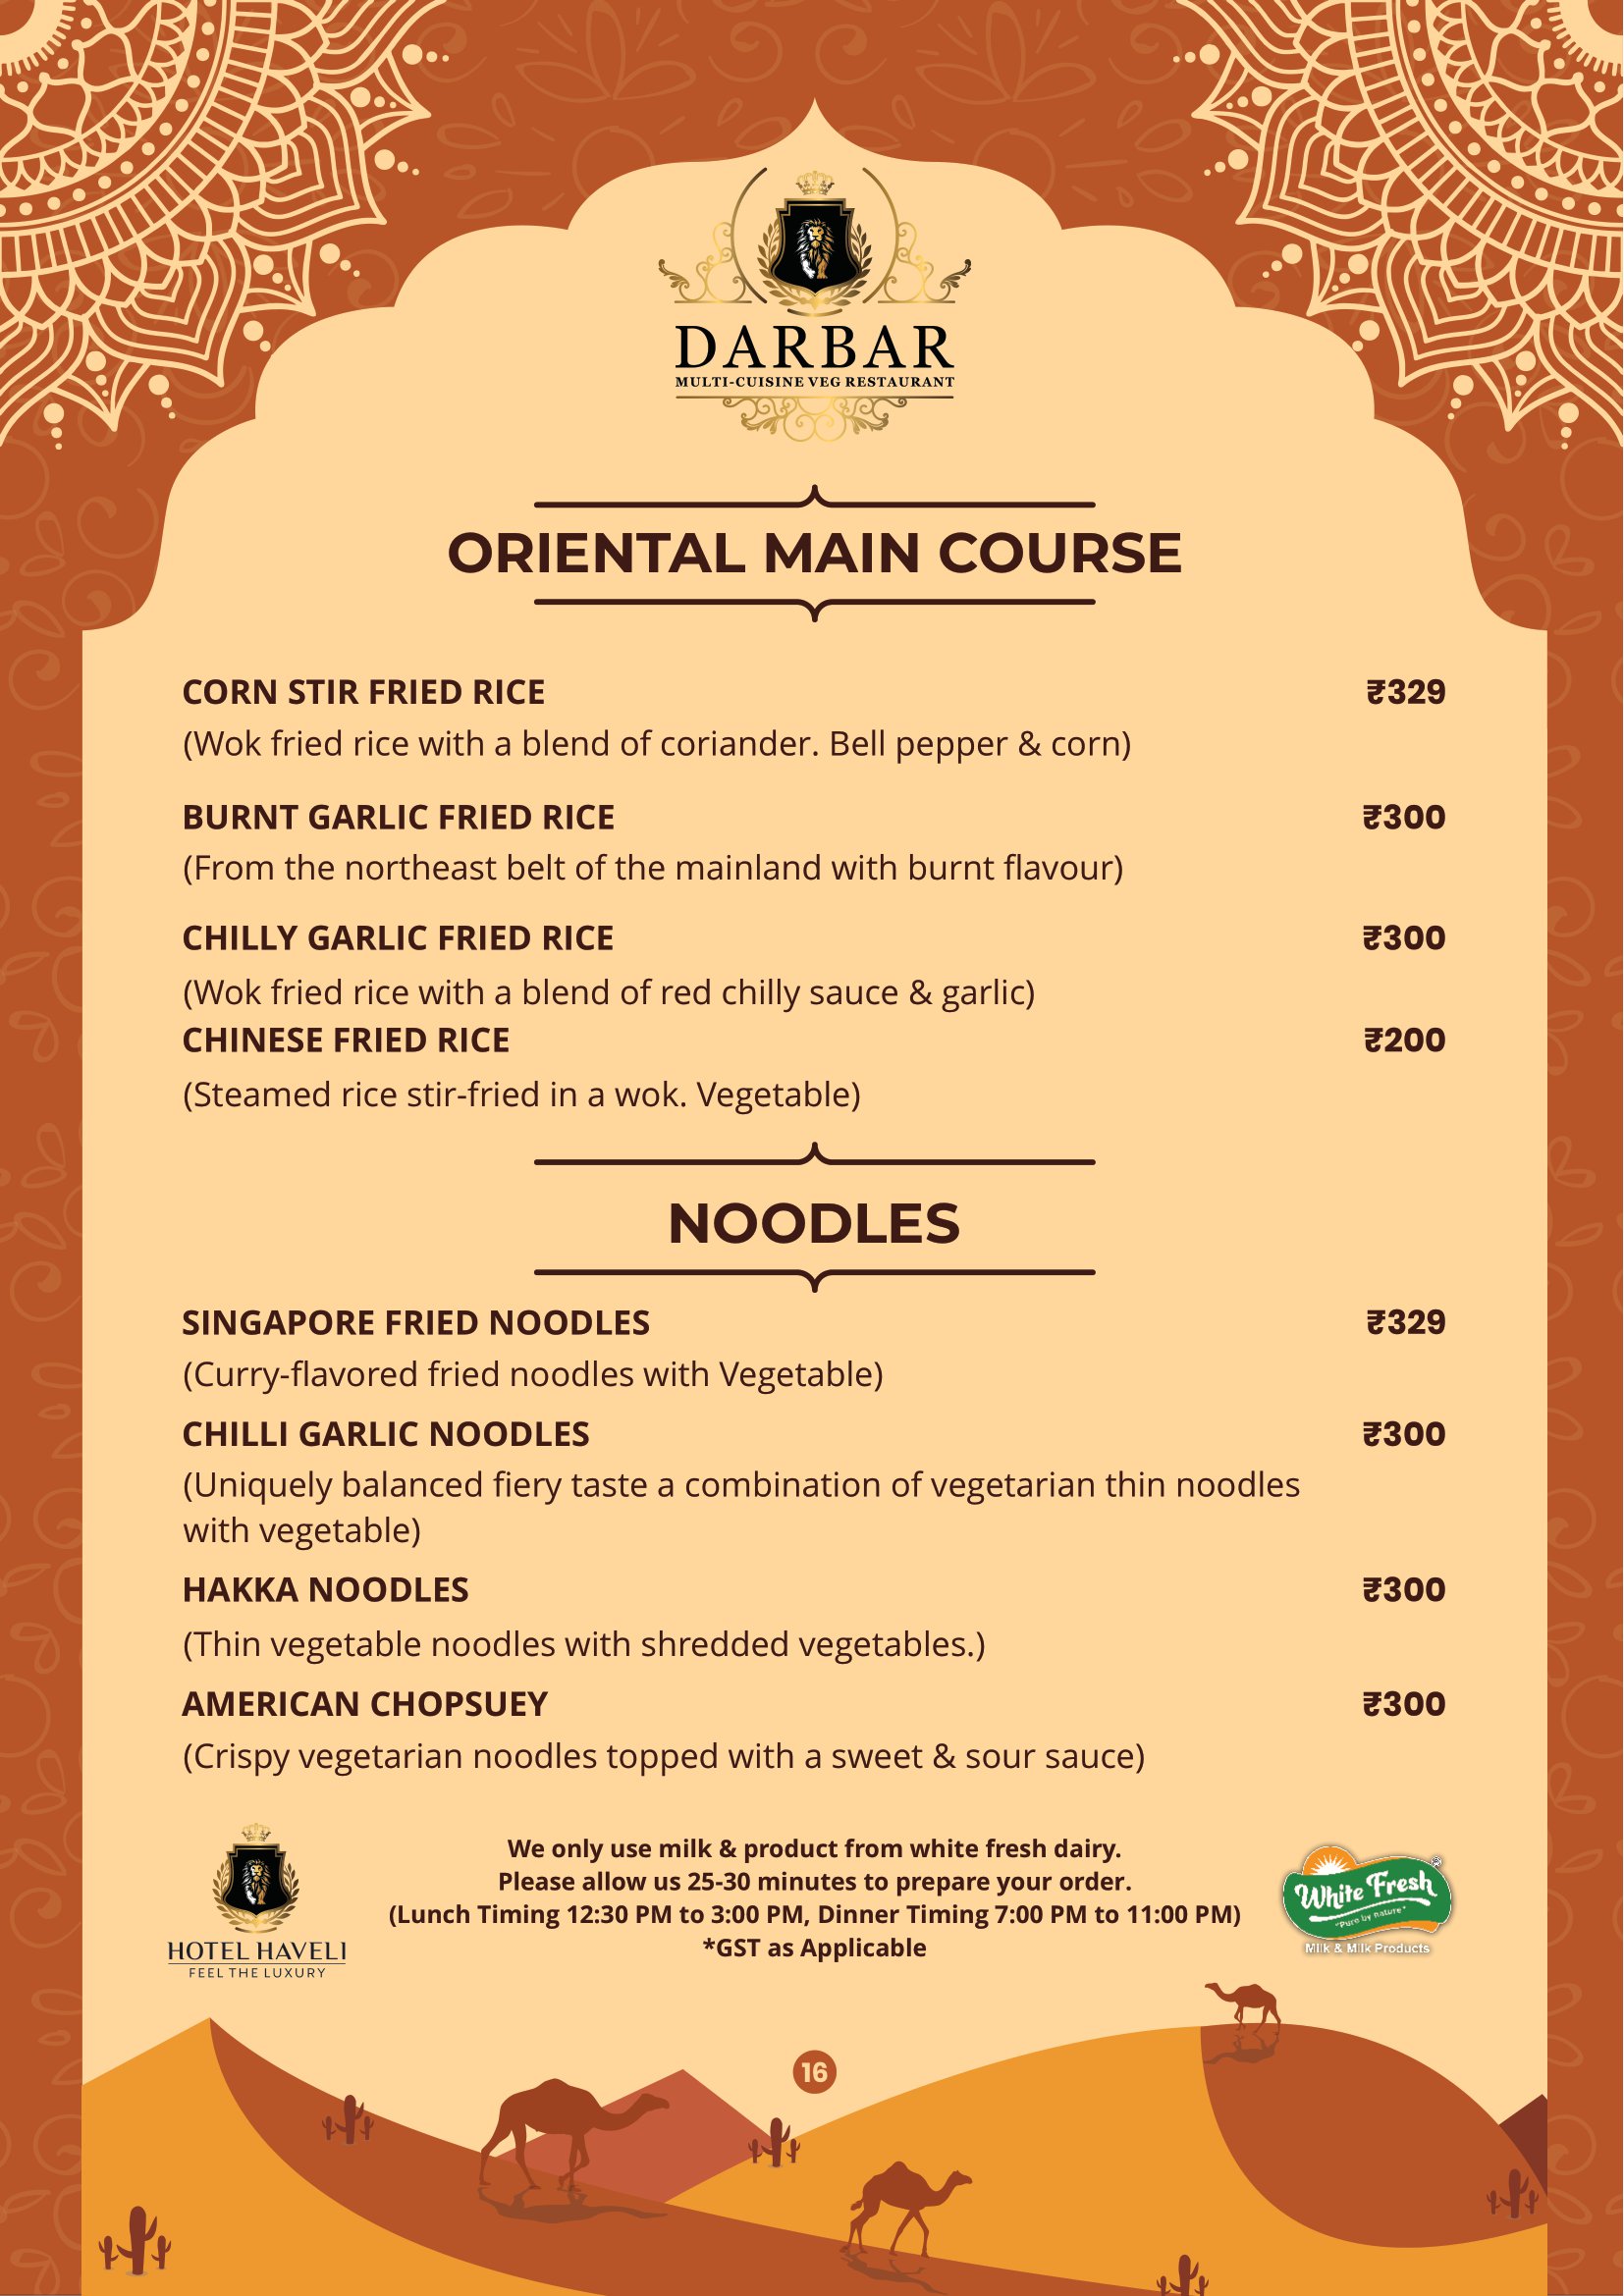 DARBAR
MULTI-CUISINE VEG RESTAURANT
ORIENTAL MAIN COURSE
CORN STIR FRIED RICE ₹329
(Wok fried rice with a blend of coriander. Bell pepper & corn)
BURNT GARLIC FRIED RICE ₹300
(From the northeast belt of the mainland with burnt flavour)
CHILLY GARLIC FRIED RICE ₹300
(Wok fried rice with a blend of red chilly sauce & garlic)
CHINESE FRIED RICE ₹200
(Steamed rice stir-fried in a wok. Vegetable)
NOODLES
SINGAPORE FRIED NOODLES ₹329
(Curry-flavored fried noodles with Vegetable)
CHILLI GARLIC NOODLES ₹300
(Uniquely balanced fiery taste a combination of vegetarian thin noodles
with vegetable)
HAKKA NOODLES ₹300
(Thin vegetable noodles with shredded vegetables.)
AMERICAN CHOPSUEY ₹300
(Crispy vegetarian noodles topped with a sweet & sour sauce)
We only use milk & product from white fresh dairy.
Please allow us 25-30 minutes to prepare your order.
(Lunch Timing 12:30 PM to 3:00 PM, Dinner Timing 7:00 PM to 11:00 PM)
*GST as Applicable
HOTEL HAVELI
FEEL THE LUXURY
White Fresh ®
"Pure by nature"
Milk & Milk Products
16